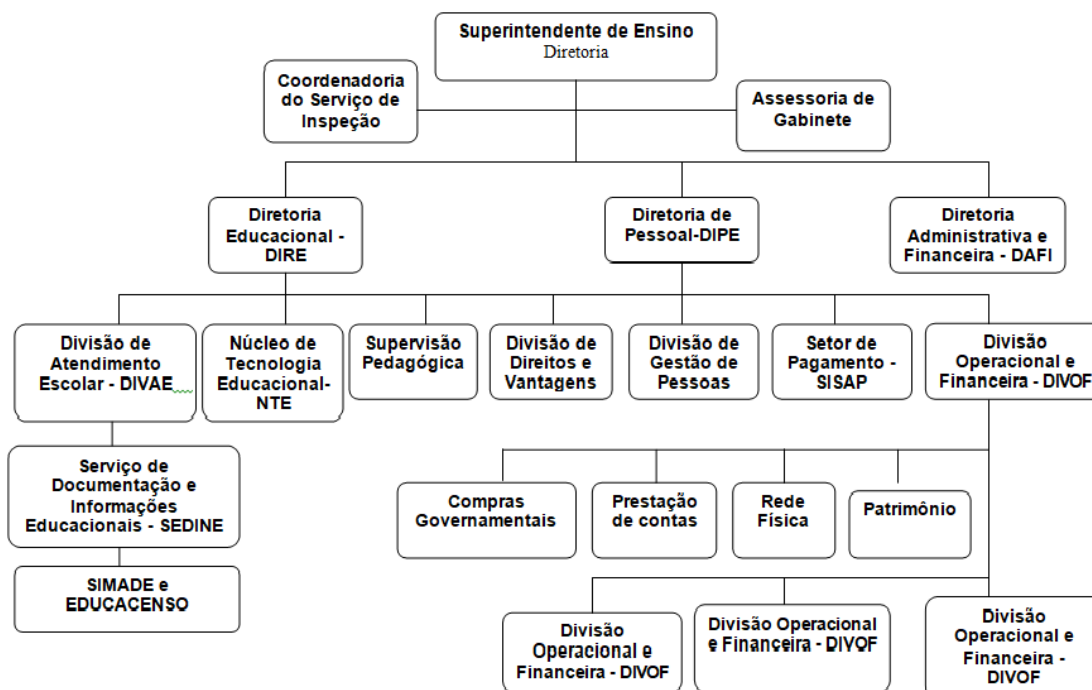 Superintendente de Ensino
Diretoria
Coordenadoria
do Serviço de
Inspeção
Assessoria de
Gabinete
Diretoria
Educacional -
DIRE
Diretoria de
Pessoal-DIPE
Diretoria
Administrativa e
Financeira - DAFI
Divisão de
Atendimento
Escolar - DIVAE
Núcleo de
Tecnologia
Educacional-
NTE
Supervisão
Pedagógica
Divisão de
Direitos e
Vantagens
Divisão de
Gestão de
Pessoas
Setor de
Pagamento -
SISAP
Divisão
Operacional e
Financeira - DIVOF
Serviço de
Documentação e
Informações
Educacionais - SEDINE
Compras
Governamentais
Prestação
de contas
Rede
Física
Patrimônio
SIMADE e
EDUCACENSO
Divisão
Operacional e
Financeira - DIVOF
Divisão Operacional
e Financeira - DIVOF
Divisão
Operacional e
Financeira -
DIVOF